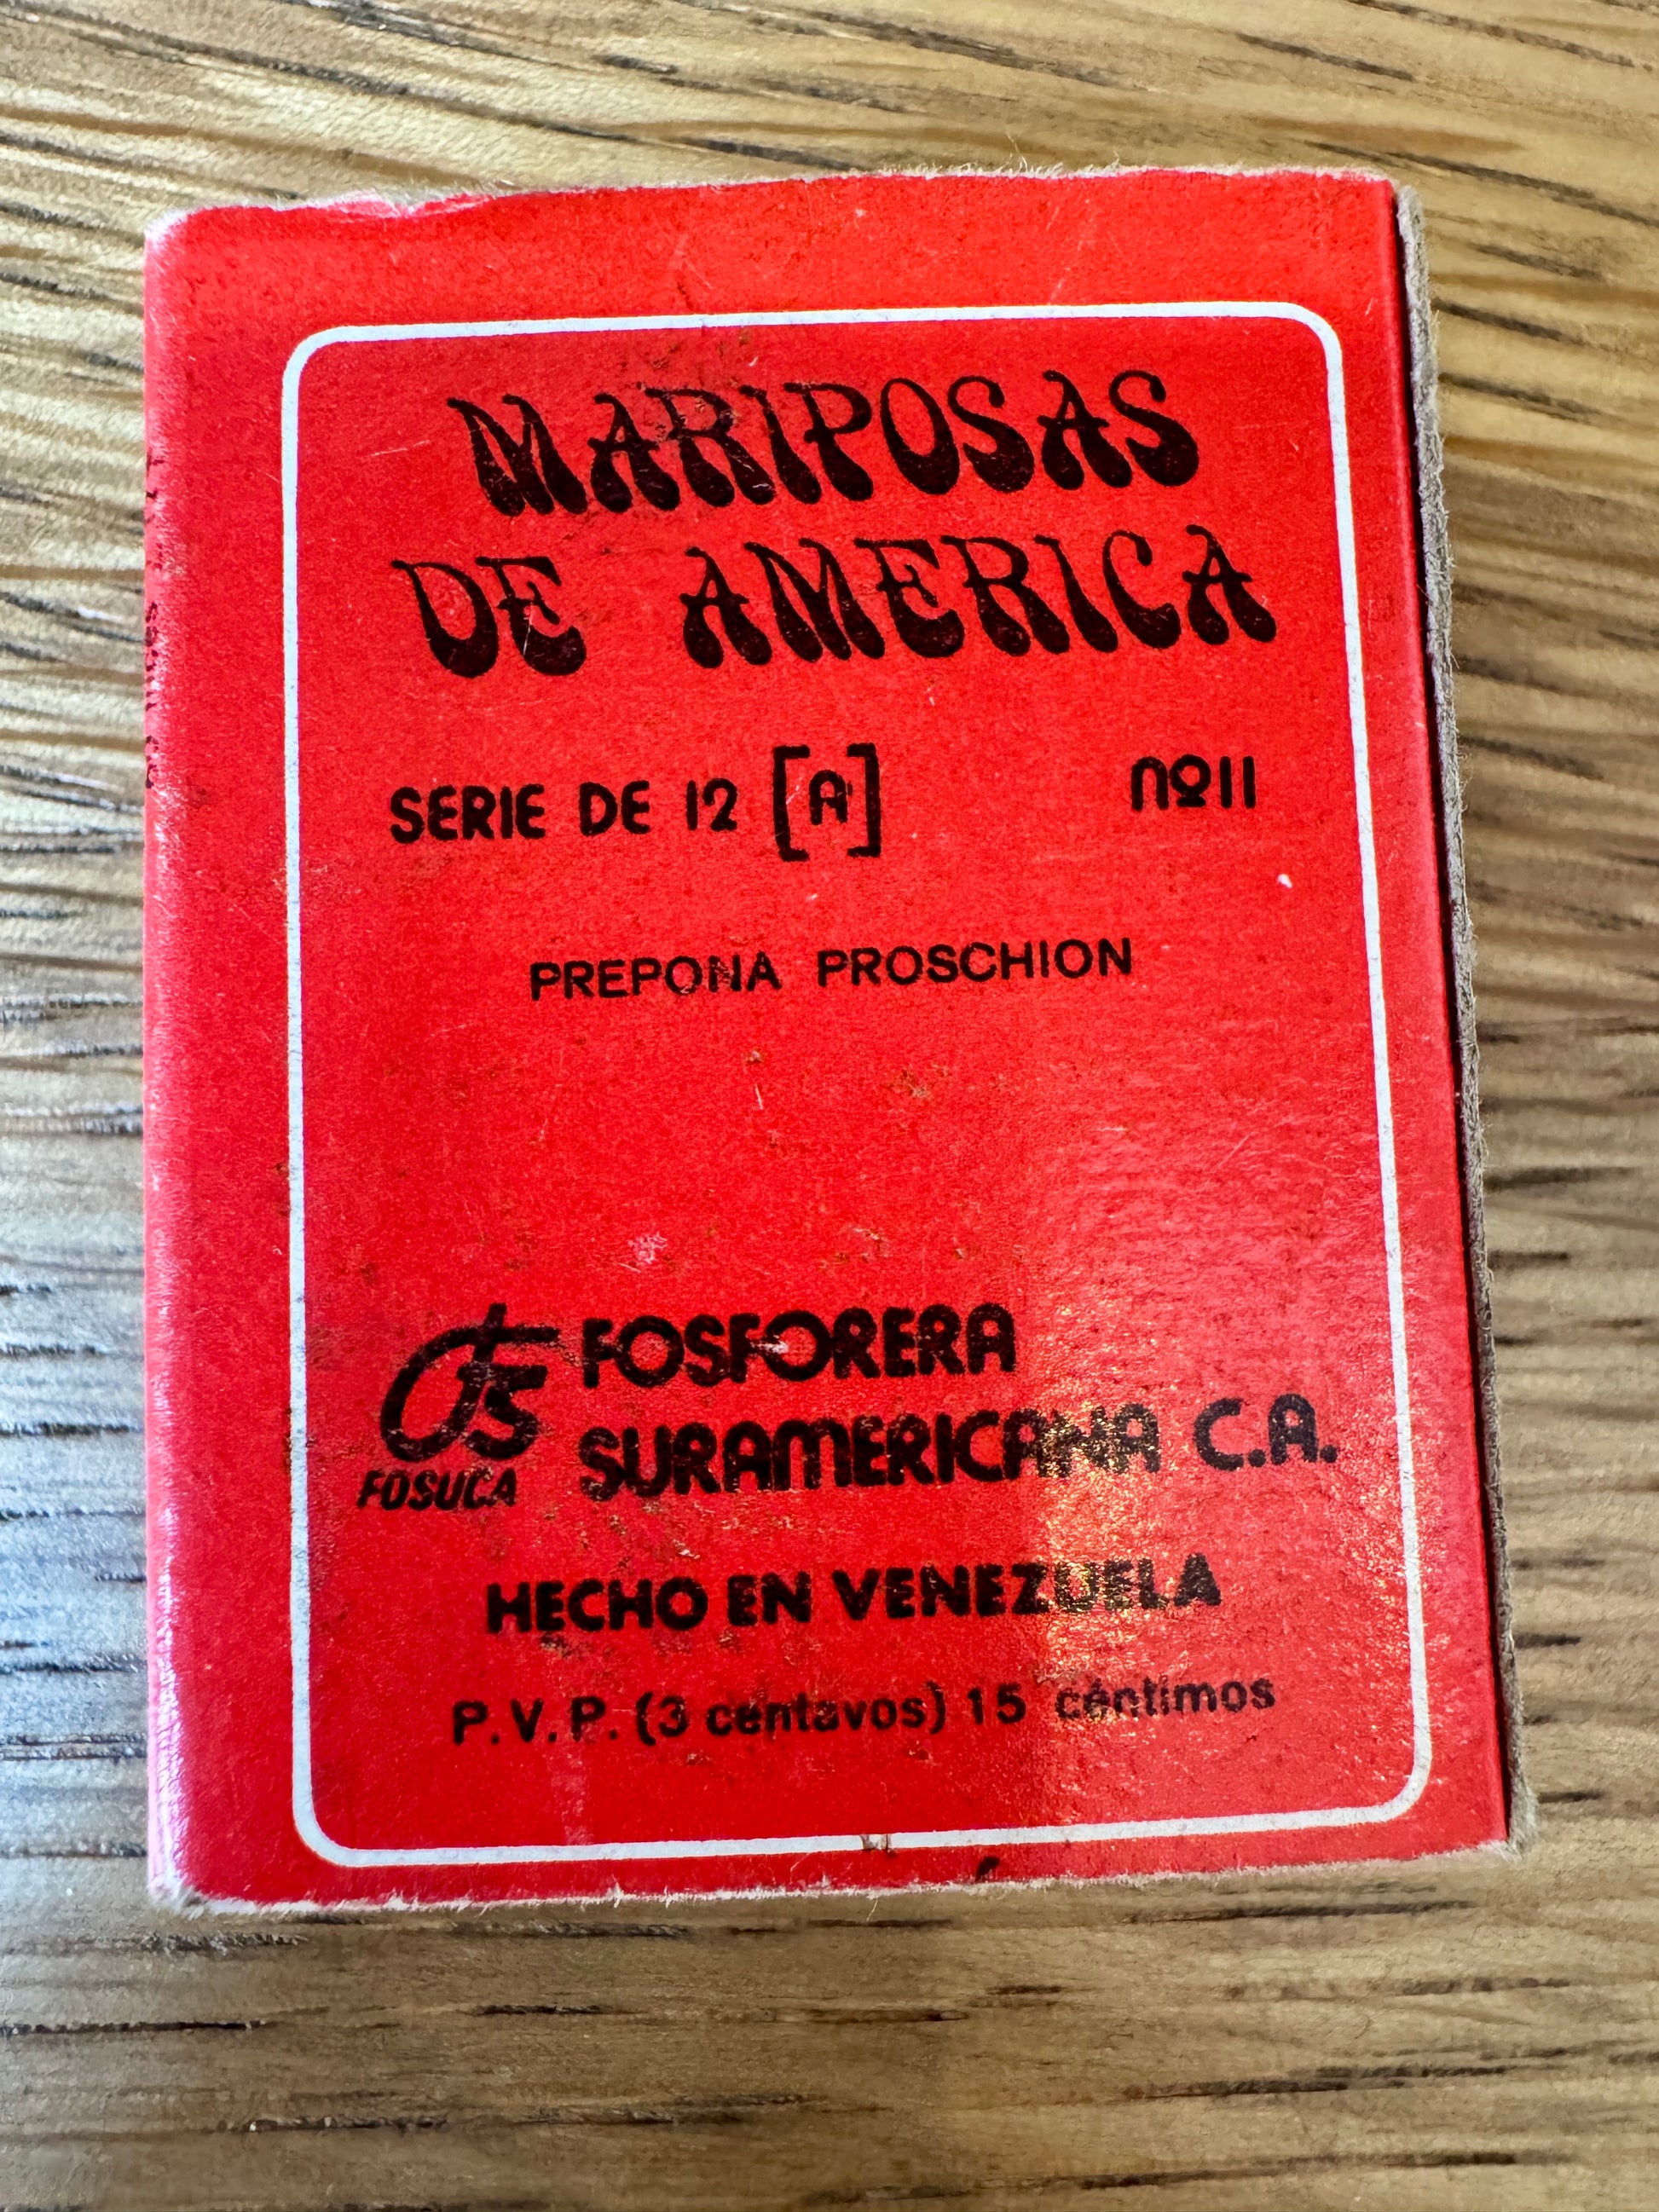 MARIPOSAS
DE AMERICA
SERIE DE 12 [A] nº11
PREPONA PROSCHION
FOSFORERA
SURAMERICANA C.A.
FOSUCA
HECHO EN VENEZUELA
P.V.P. (3 centavos) 15 céntimos